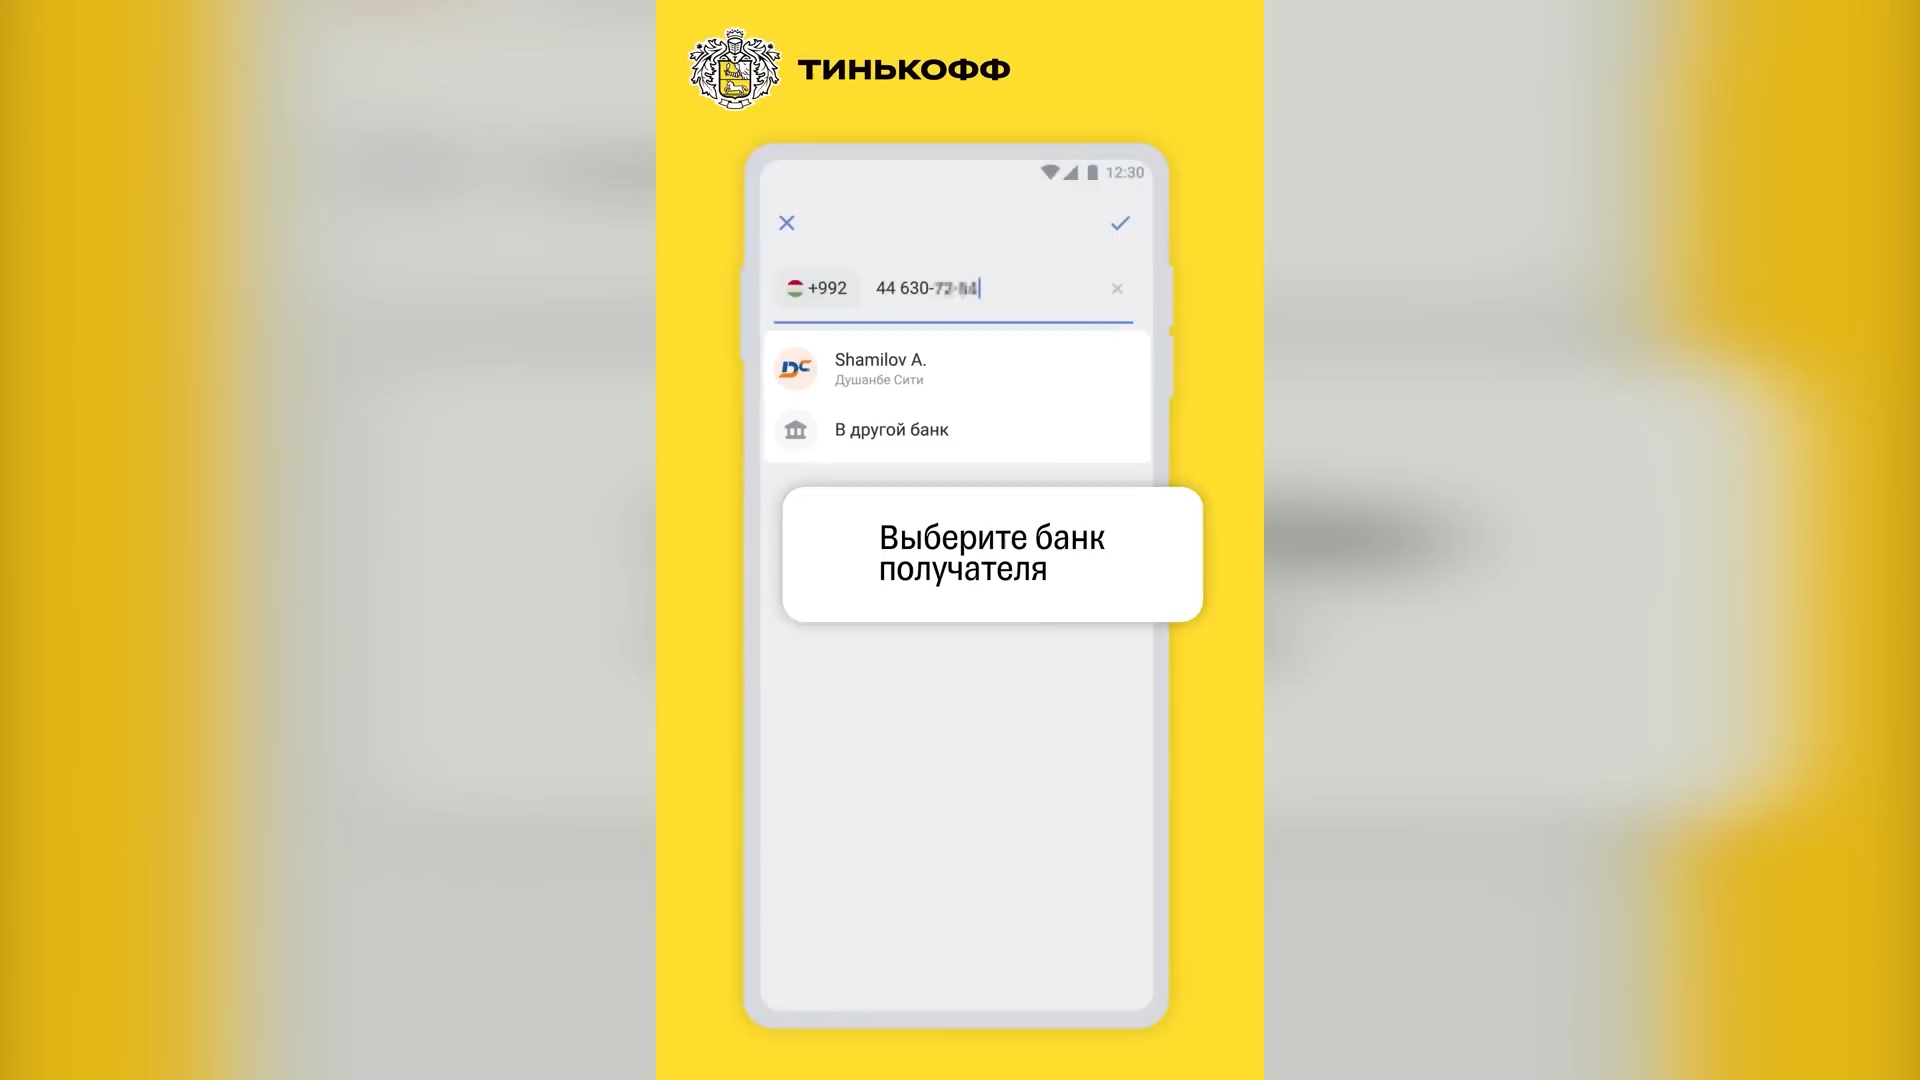 ТИНЬКОФФ
12:30
+992 44 630-
Shamilov A.
Душанбе Сити
В другой банк
Выберите банк
получателя